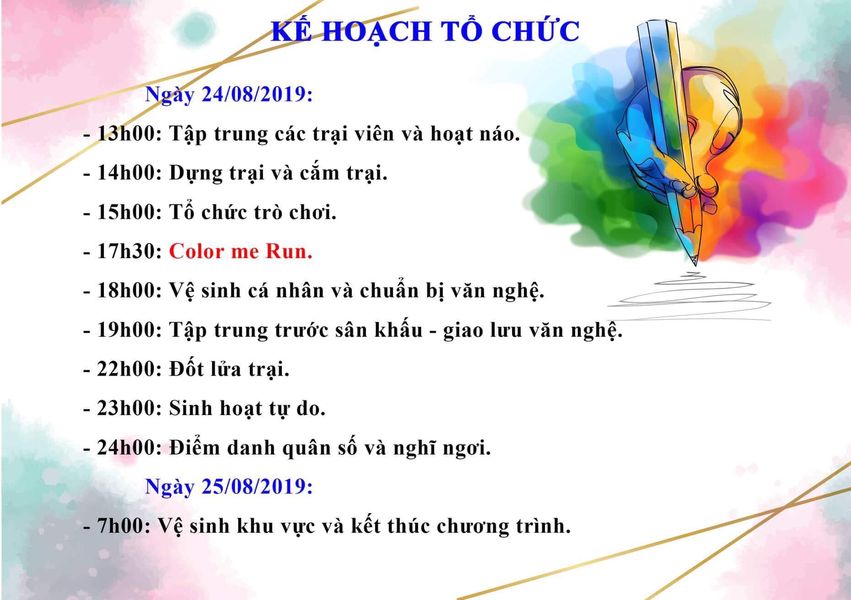 KẾ HOẠCH TỔ CHỨC
Ngày 24/08/2019:
- 13h00: Tập trung các trại viên và hoạt náo.
- 14h00: Dựng trại và cắm trại.
- 15h00: Tổ chức trò chơi.
- 17h30: Color me Run.
- 18h00: Vệ sinh cá nhân và chuẩn bị văn nghệ.
- 19h00: Tập trung trước sân khấu - giao lưu văn nghệ.
- 22h00: Đốt lửa trại.
- 23h00: Sinh hoạt tự do.
- 24h00: Điểm danh quân số và nghĩ ngơi.
Ngày 25/08/2019:
- 7h00: Vệ sinh khu vực và kết thúc chương trình.